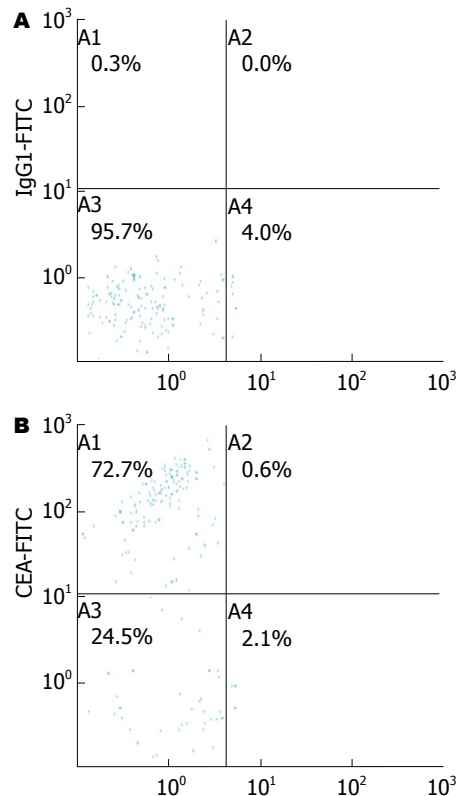 A
10³
A1
A2
0.3%
0.0%
10²
IgG1-FITC
10¹
A3
A4
95.7%
4.0%
10⁰
10⁰ 10¹ 10² 10³
B
10³
A1
A2
72.7%
0.6%
10²
CEA-FITC
10¹
A3
A4
24.5%
2.1%
10⁰
10⁰ 10¹ 10² 10³